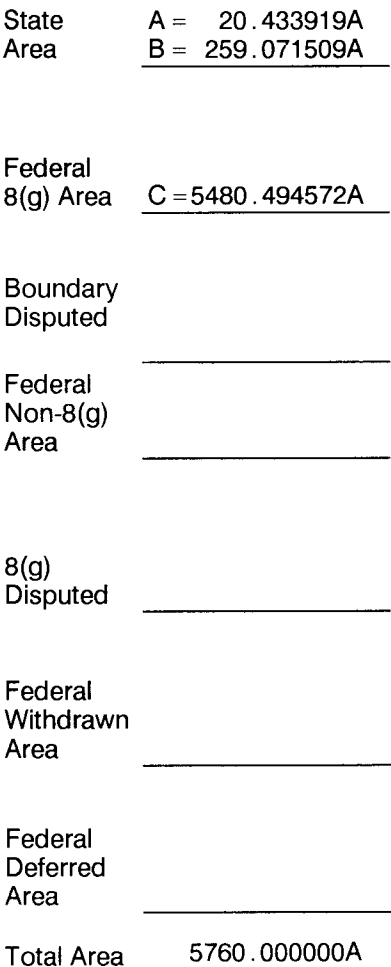 State A = 20.433919A
Area B = 259.071509A
Federal
8(g) Area C =5480.494572A
Boundary
Disputed
Federal
Non-8(g)
Area
8(g)
Disputed
Federal
Withdrawn
Area
Federal
Deferred
Area
Total Area 5760.000000A